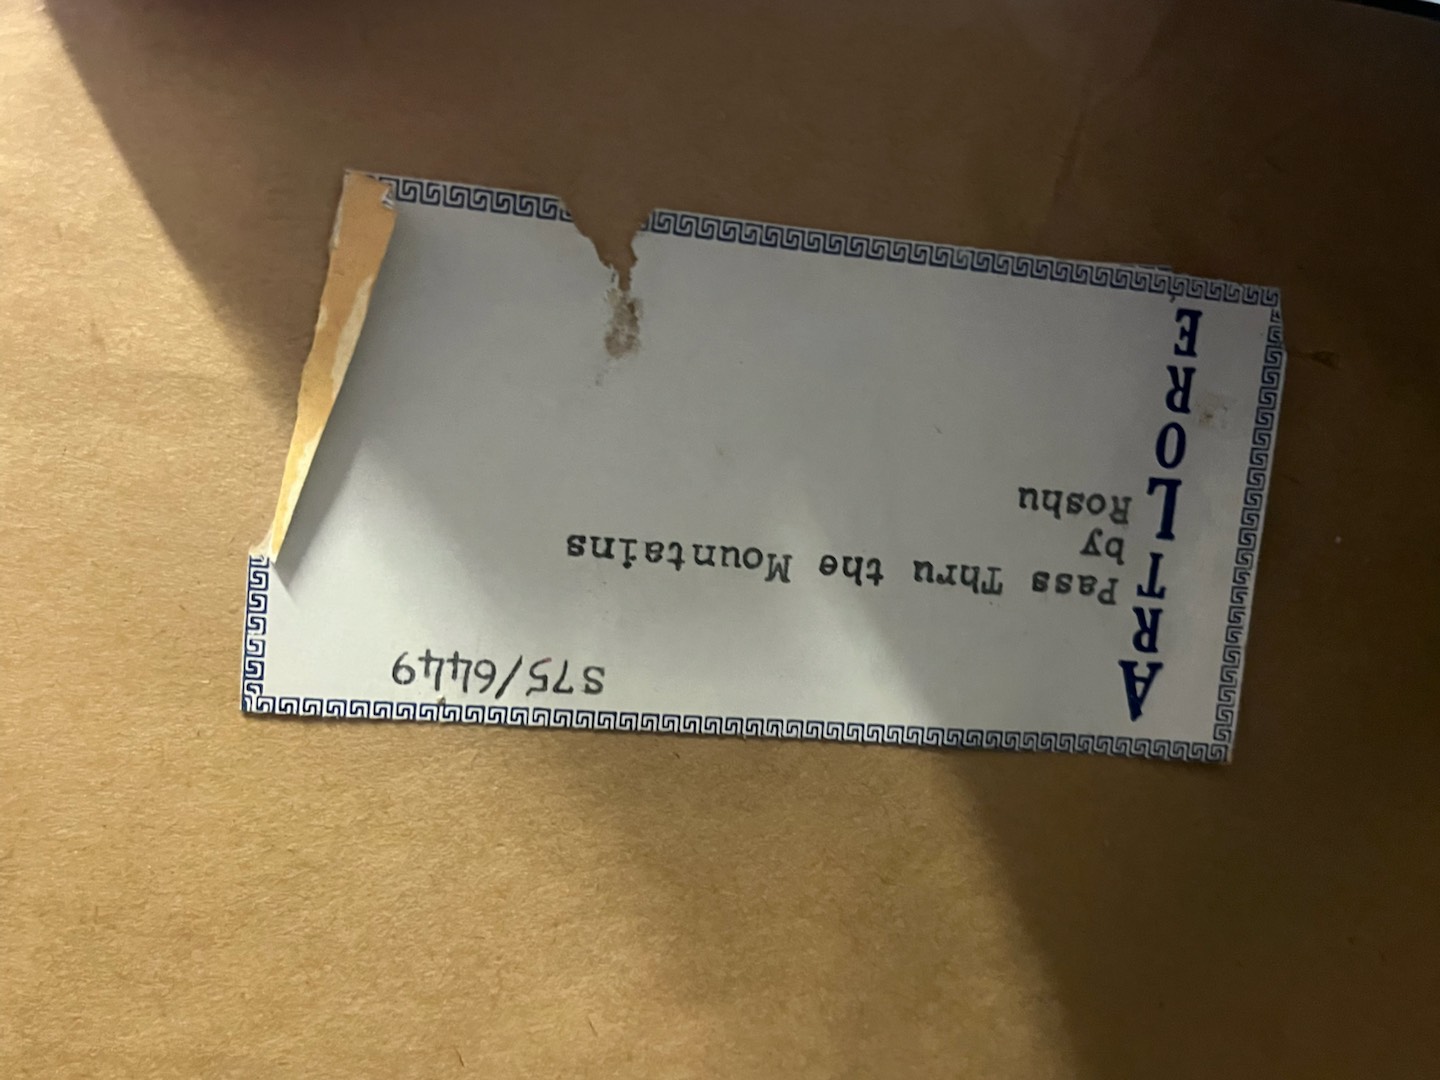 S75/6449
Pass Thru the Mountains
by
Roshu
ARTLORE